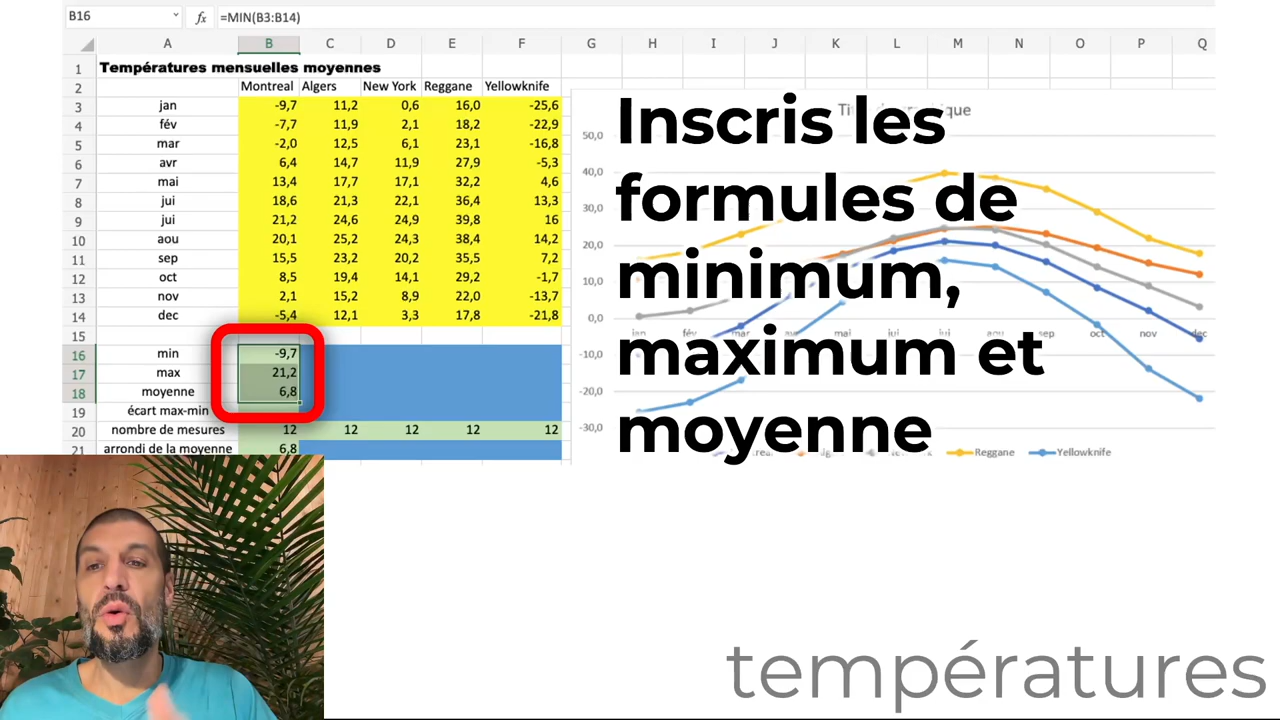 B16 fx =MIN(B3:B14)
A B C D E F G H I J K L M N O P Q
1 Températures mensuelles moyennes
2 Montreal Algers New York Reggane Yellowknife
3 jan -9,7 11,2 0,6 16,0 -25,6
4 fév -7,7 11,9 2,1 18,2 -22,9
5 mar -2,0 12,5 6,1 23,1 -16,8
6 avr 6,4 14,7 11,9 27,9 -5,3
7 mai 13,4 17,7 17,1 32,2 4,6
8 jui 18,6 21,3 22,1 36,4 13,3
9 jui 21,2 24,6 24,9 39,8 16
10 aou 20,1 25,2 24,3 38,4 14,2
11 sep 15,5 23,2 20,2 35,5 7,2
12 oct 8,5 19,4 14,1 29,2 -1,7
13 nov 2,1 15,2 8,9 22,0 -13,7
14 dec -5,4 12,1 3,3 17,8 -21,8
15
16 min -9,7
17 max 21,2
18 moyenne 6,8
19 écart max-min
20 nombre de mesures 12 12 12 12 12
21 arrondi de la moyenne 6,8
50,0
40,0
30,0
20,0
10,0
0,0
-10,0
-20,0
-30,0
jan fév mar avr mai jui jui aou sep oct nov dec
Reggane Yellowknife
Inscris les
formules de
minimum,
maximum et
moyenne
températures